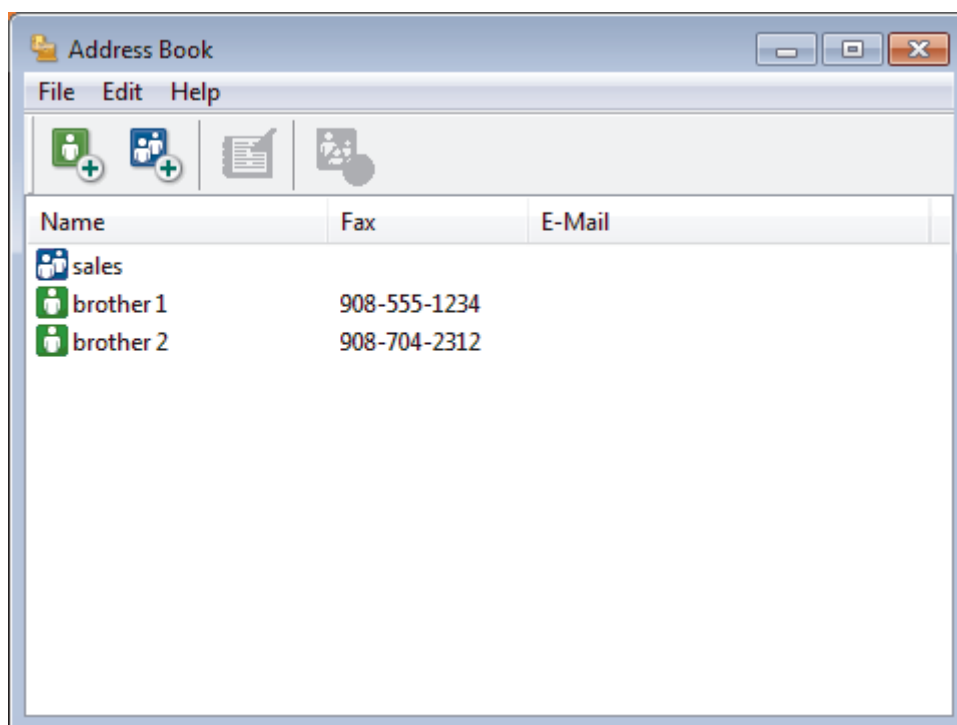 Address Book
File Edit Help
Name Fax E-Mail
sales
brother 1 908-555-1234
brother 2 908-704-2312